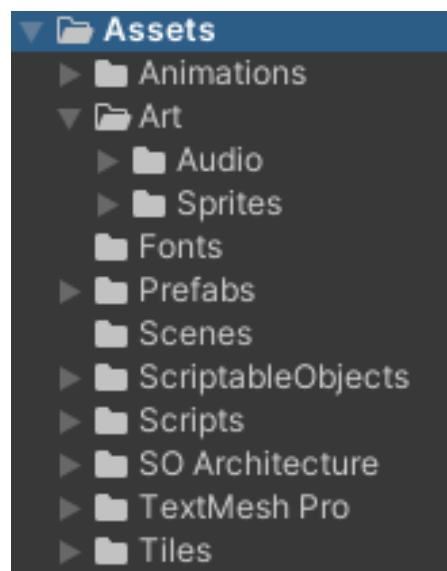 Assets
Animations
Art
Audio
Sprites
Fonts
Prefabs
Scenes
ScriptableObjects
Scripts
SO Architecture
TextMesh Pro
Tiles